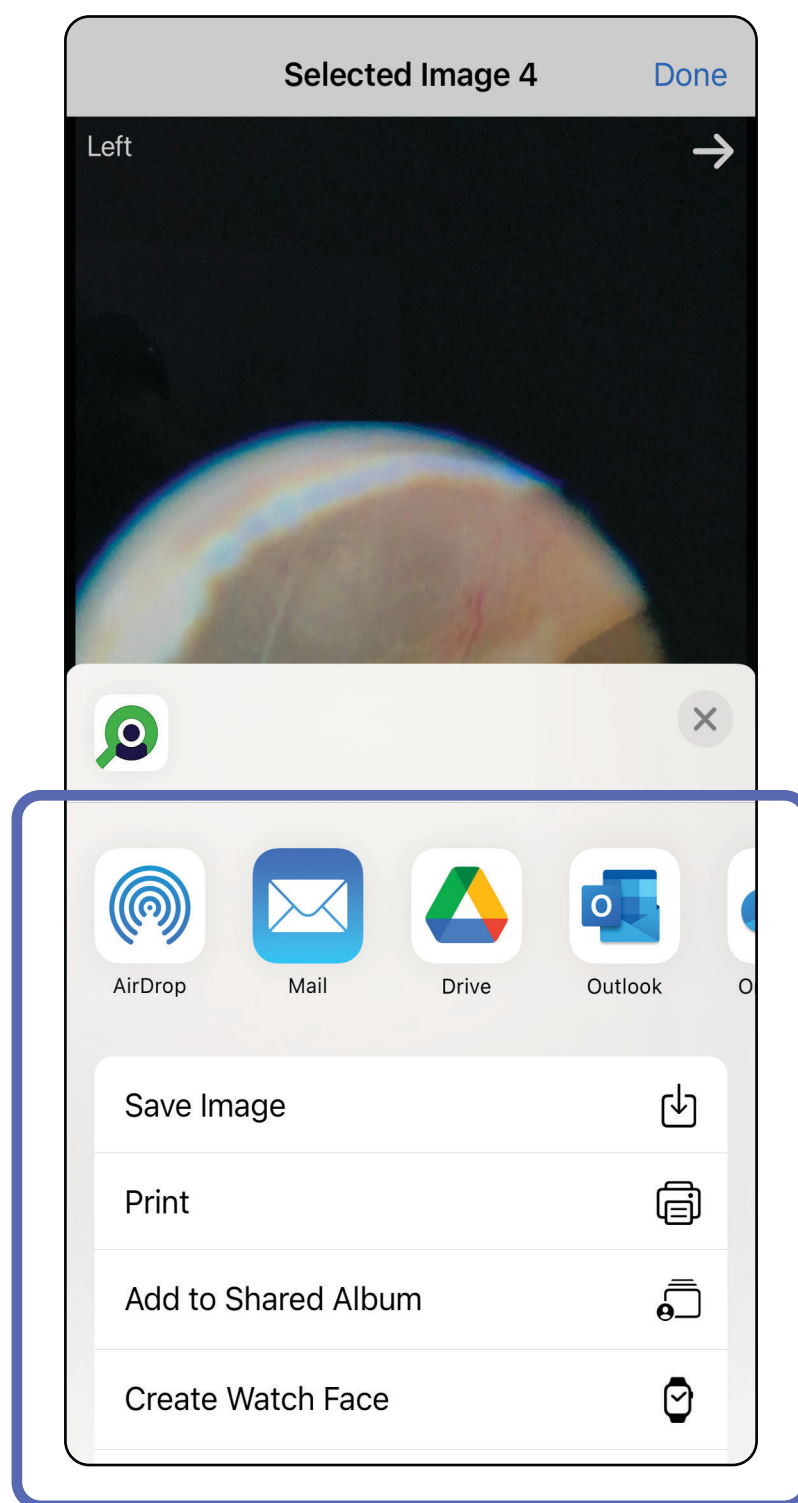 Selected Image 4 Done
Left
AirDrop Mail Drive Outlook
Save Image
Print
Add to Shared Album
Create Watch Face